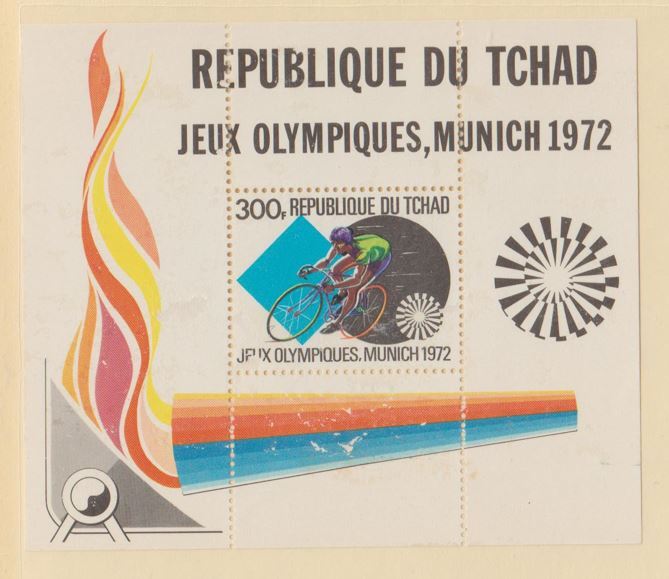 REPUBLIQUE DU TCHAD
JEUX OLYMPIQUES, MUNICH 1972
300F REPUBLIQUE DU TCHAD
JEUX OLYMPIQUES, MUNICH 1972